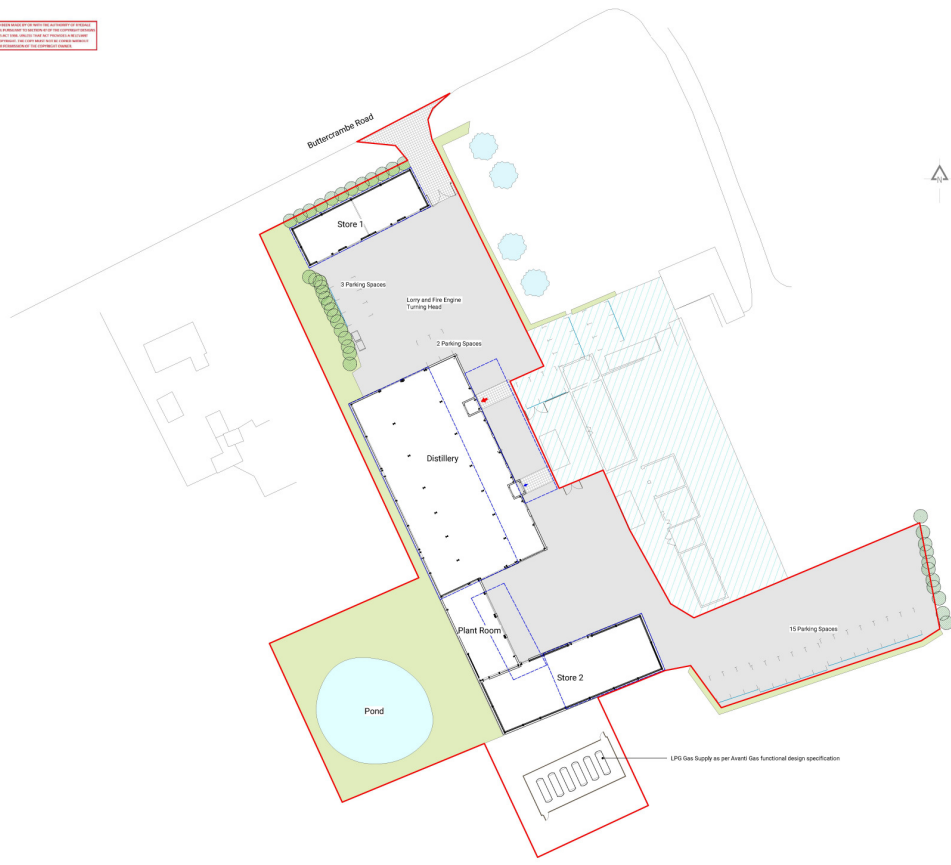 Buttercrambe Road
N
Store 1
3 Parking Spaces
Lorry and Fire Engine
Turning Head
2 Parking Spaces
Distillery
Plant Room
15 Parking Spaces
Store 2
Pond
LPG Gas Supply as per Avanti Gas functional design specification